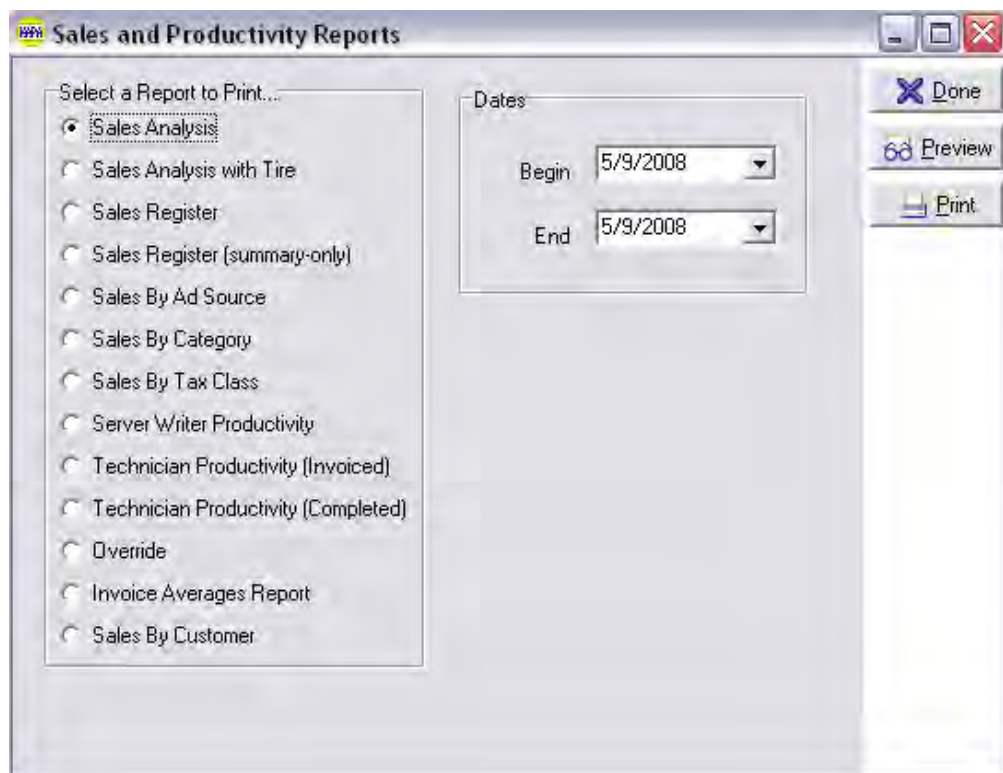 Sales and Productivity Reports
Select a Report to Print...
Sales Analysis
Sales Analysis with Tire
Sales Register
Sales Register (summary-only)
Sales By Ad Source
Sales By Category
Sales By Tax Class
Server Writer Productivity
Technician Productivity (Invoiced)
Technician Productivity (Completed)
Override
Invoice Averages Report
Sales By Customer
Dates
Begin 5/9/2008
End 5/9/2008
Done
Preview
Print